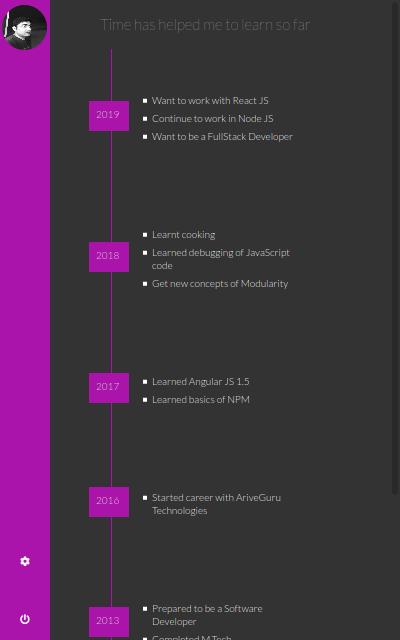 Time has helped me to learn so far
2019
Want to work with React JS
Continue to work in Node JS
Want to be a FullStack Developer
2018
Learnt cooking
Learned debugging of JavaScript
code
Get new concepts of Modularity
2017
Learned Angular JS 1.5
Learned basics of NPM
2016
Started career with AriveGuru
Technologies
2013
Prepared to be a Software
Developer
Completed M.Tech